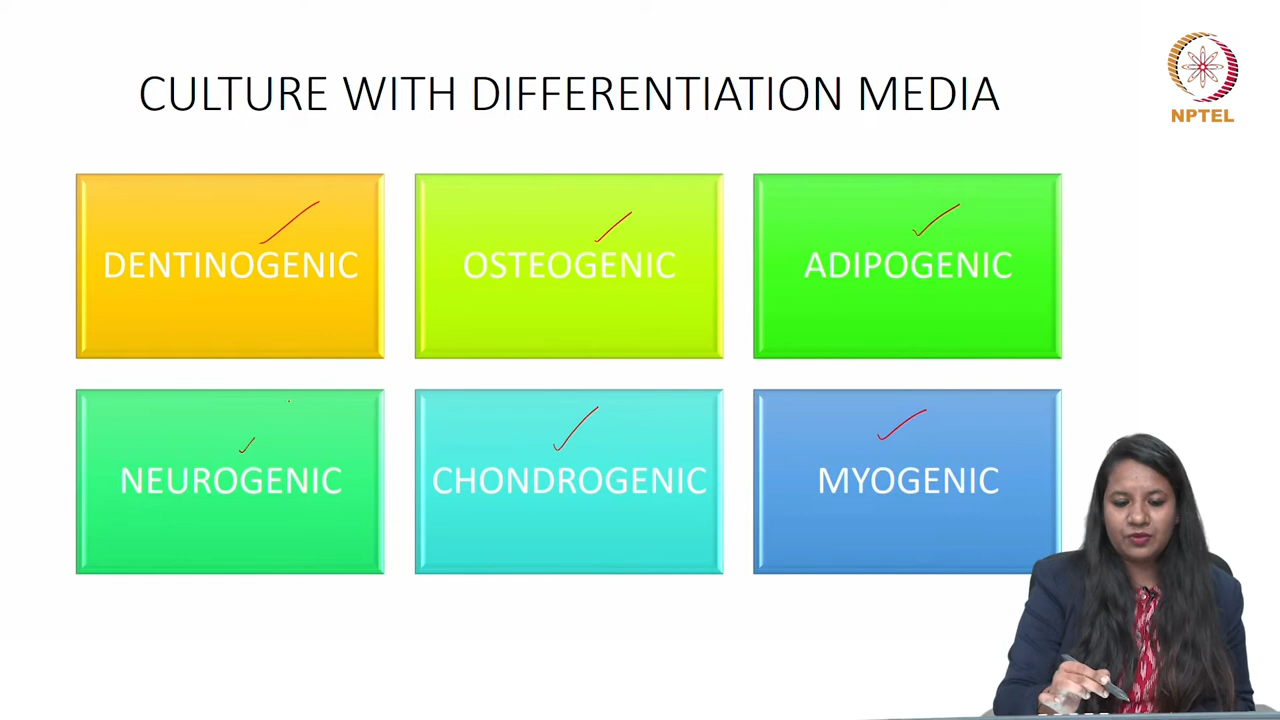 CULTURE WITH DIFFERENTIATION MEDIA
NPTEL
DENTINOGENIC
OSTEOGENIC
ADIPOGENIC
NEUROGENIC
CHONDROGENIC
MYOGENIC